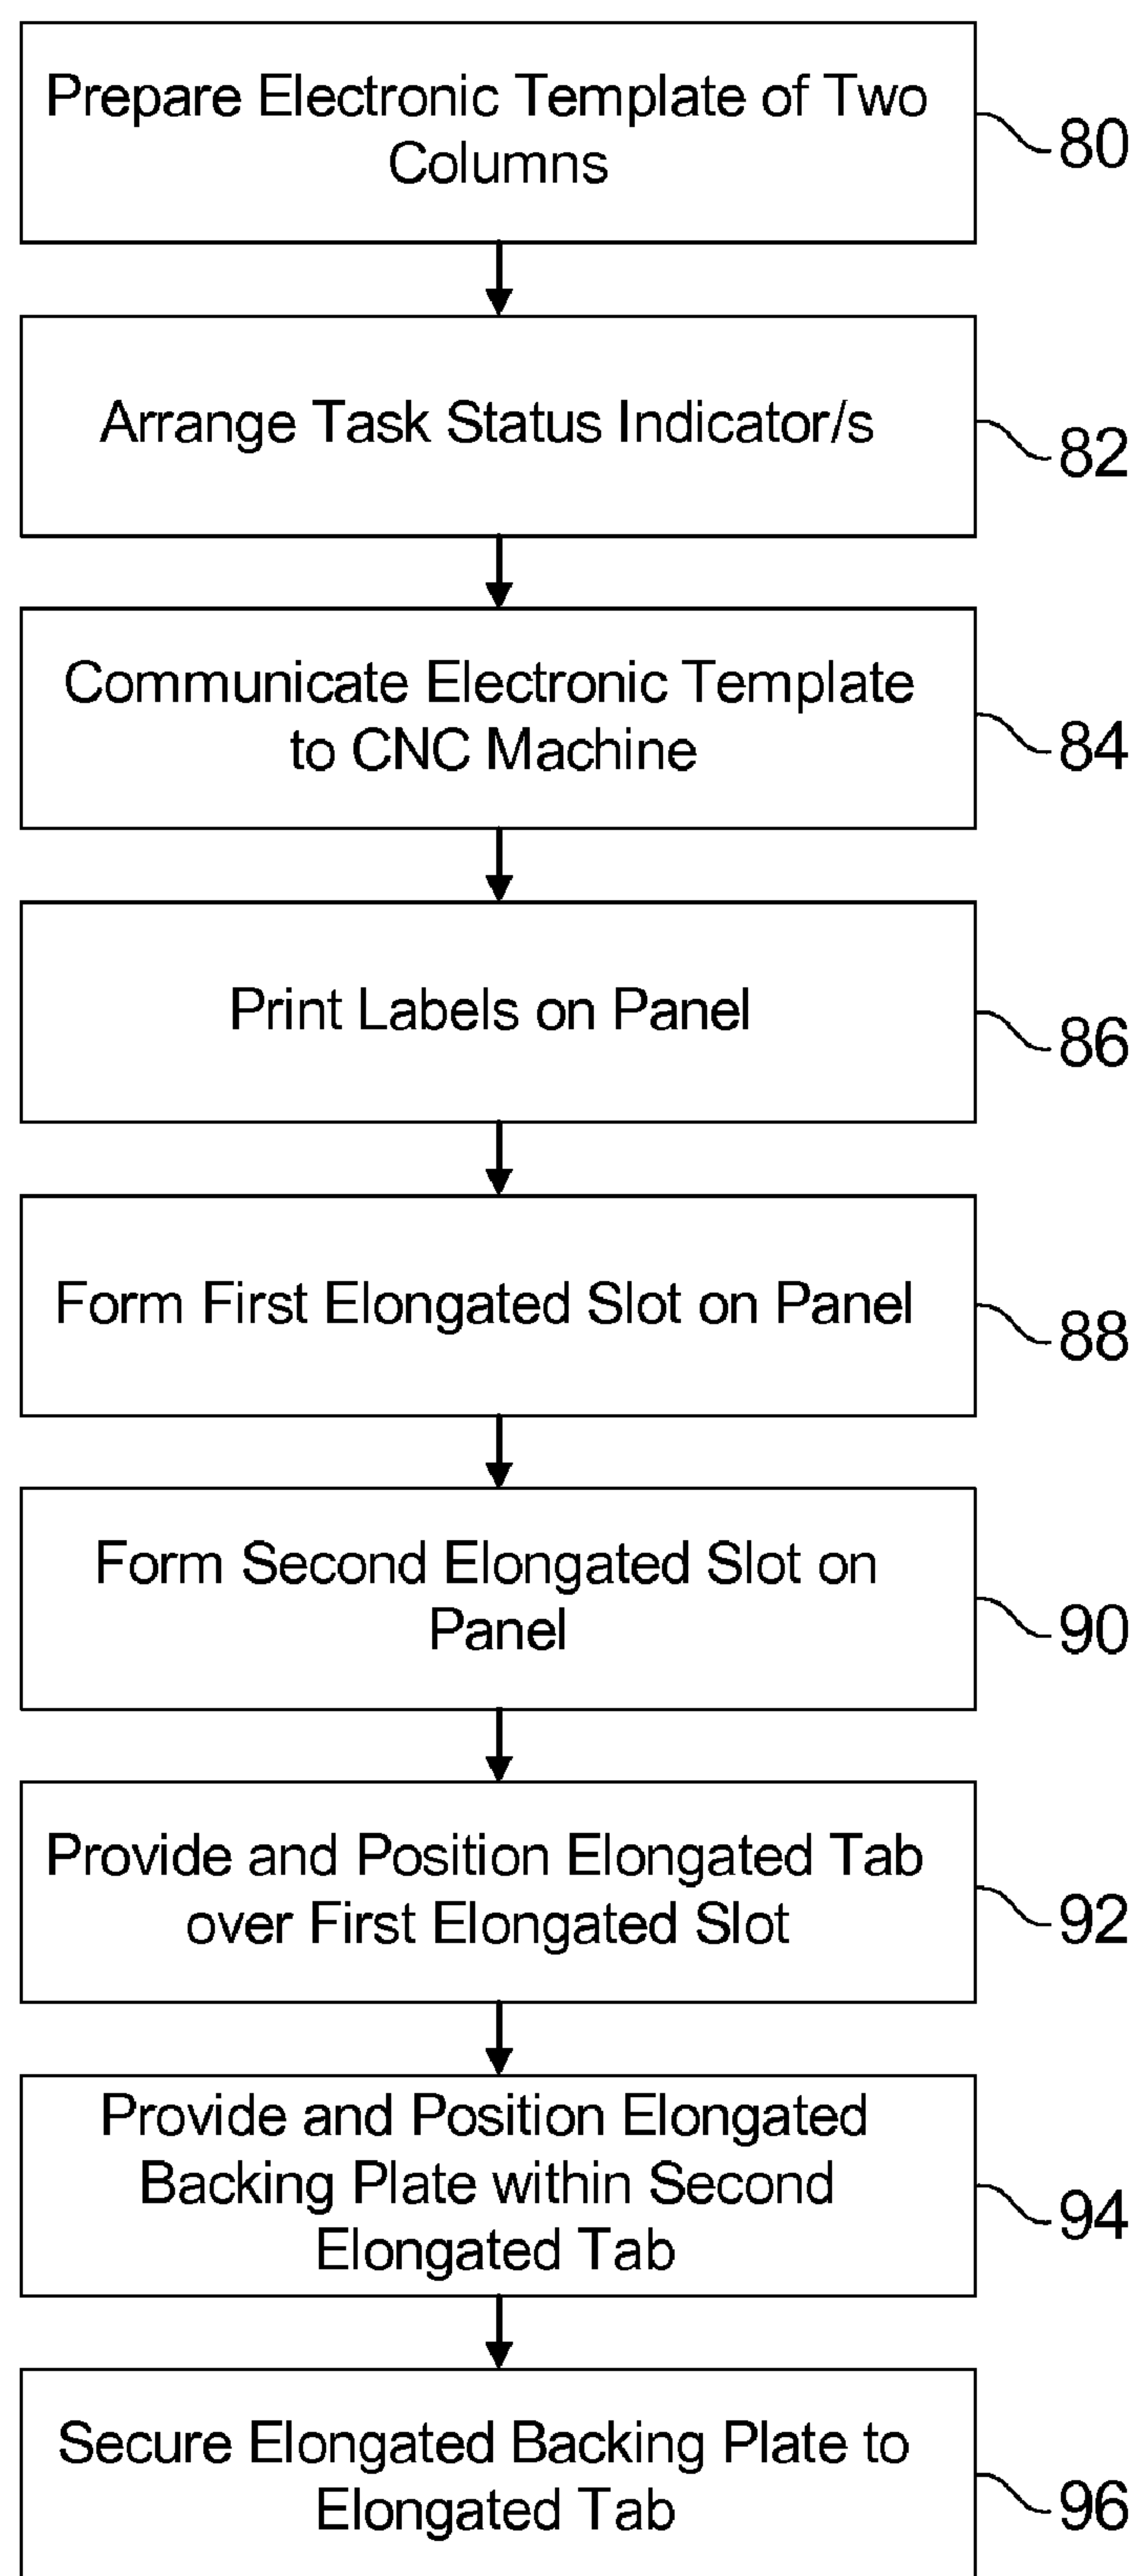 Prepare Electronic Template of Two
Columns
80
Arrange Task Status Indicator/s
82
Communicate Electronic Template
to CNC Machine
84
Print Labels on Panel
86
Form First Elongated Slot on Panel
88
Form Second Elongated Slot on
Panel
90
Provide and Position Elongated Tab
over First Elongated Slot
92
Provide and Position Elongated
Backing Plate within Second
Elongated Tab
94
Secure Elongated Backing Plate to
Elongated Tab
96